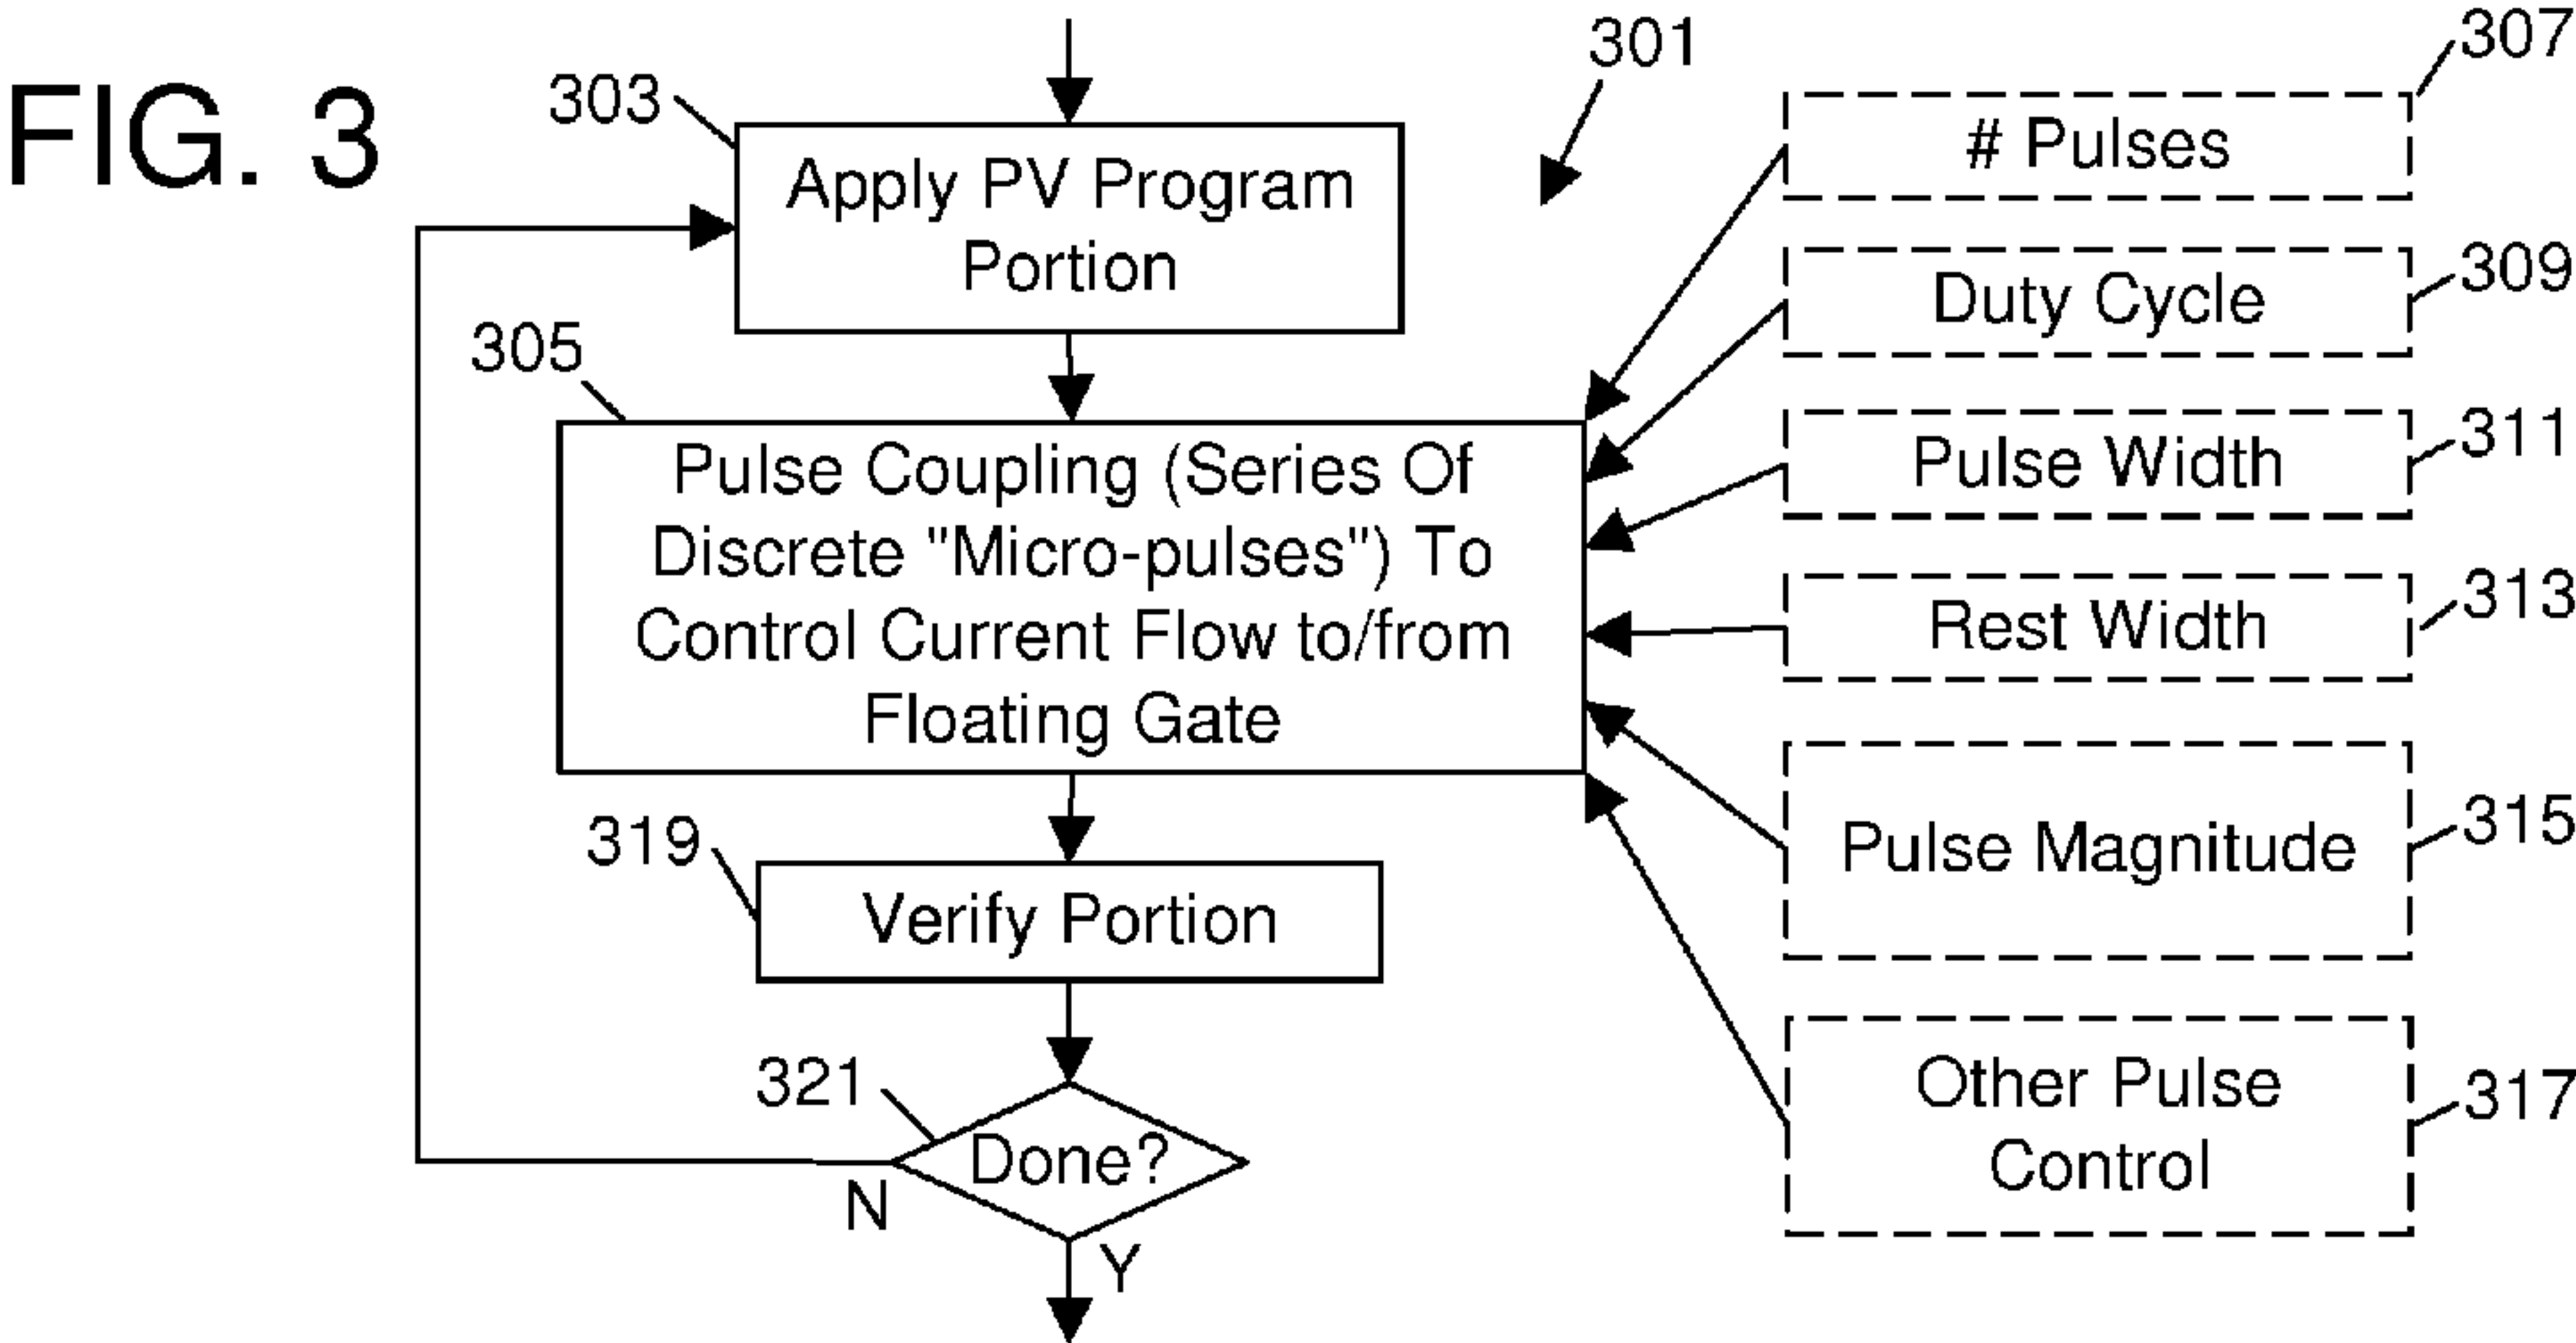 FIG. 3
301
303
Apply PV Program
Portion
305
Pulse Coupling (Series Of
Discrete "Micro-pulses") To
Control Current Flow to/from
Floating Gate
319
Verify Portion
321
Done?
N
Y
307
# Pulses
309
Duty Cycle
311
Pulse Width
313
Rest Width
315
Pulse Magnitude
317
Other Pulse
Control